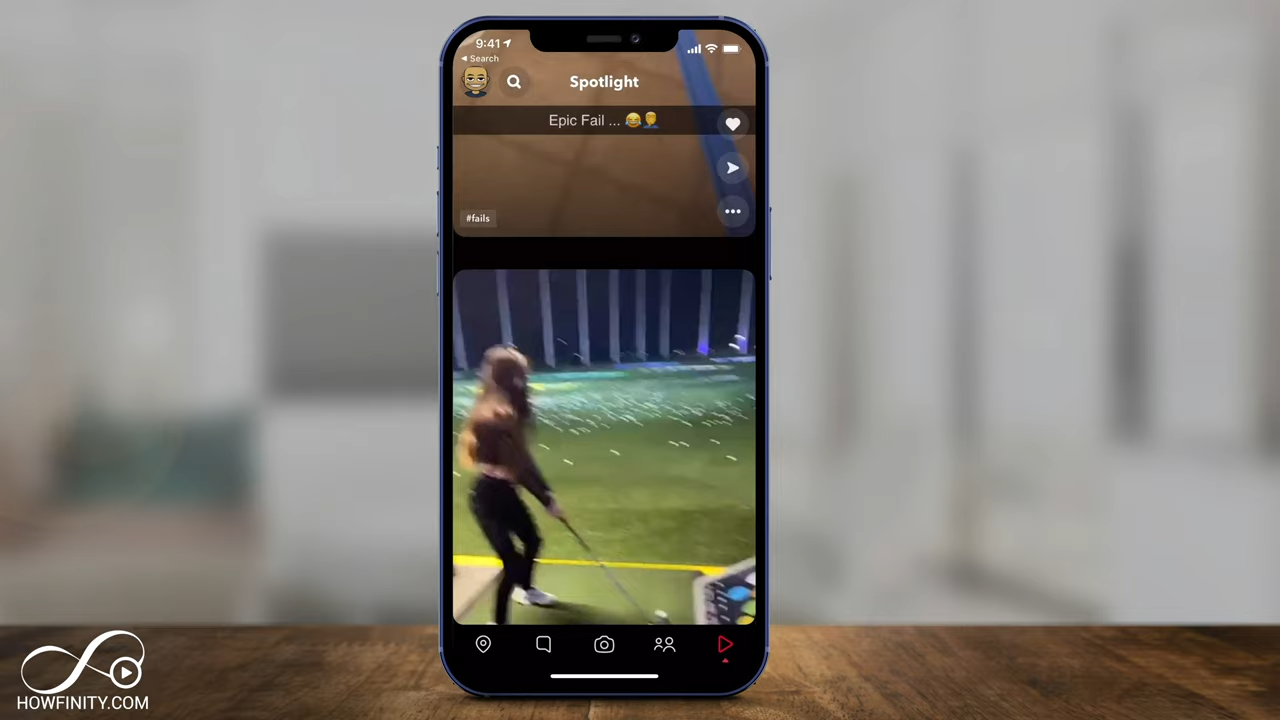 9:41
Search
Spotlight
Epic Fail ... 😂🤦‍♂️
#fails
HOWFINITY.COM